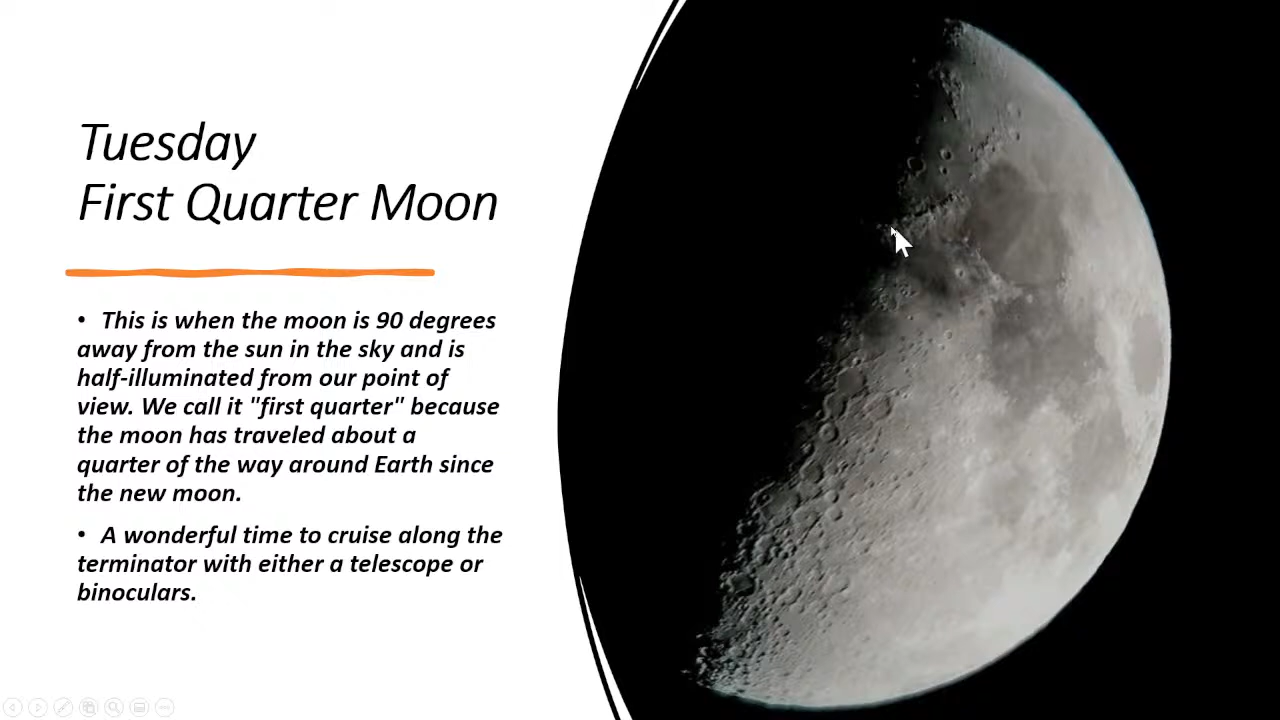 Tuesday
First Quarter Moon
• This is when the moon is 90 degrees
away from the sun in the sky and is
half-illuminated from our point of
view. We call it "first quarter" because
the moon has traveled about a
quarter of the way around Earth since
the new moon.
• A wonderful time to cruise along the
terminator with either a telescope or
binoculars.